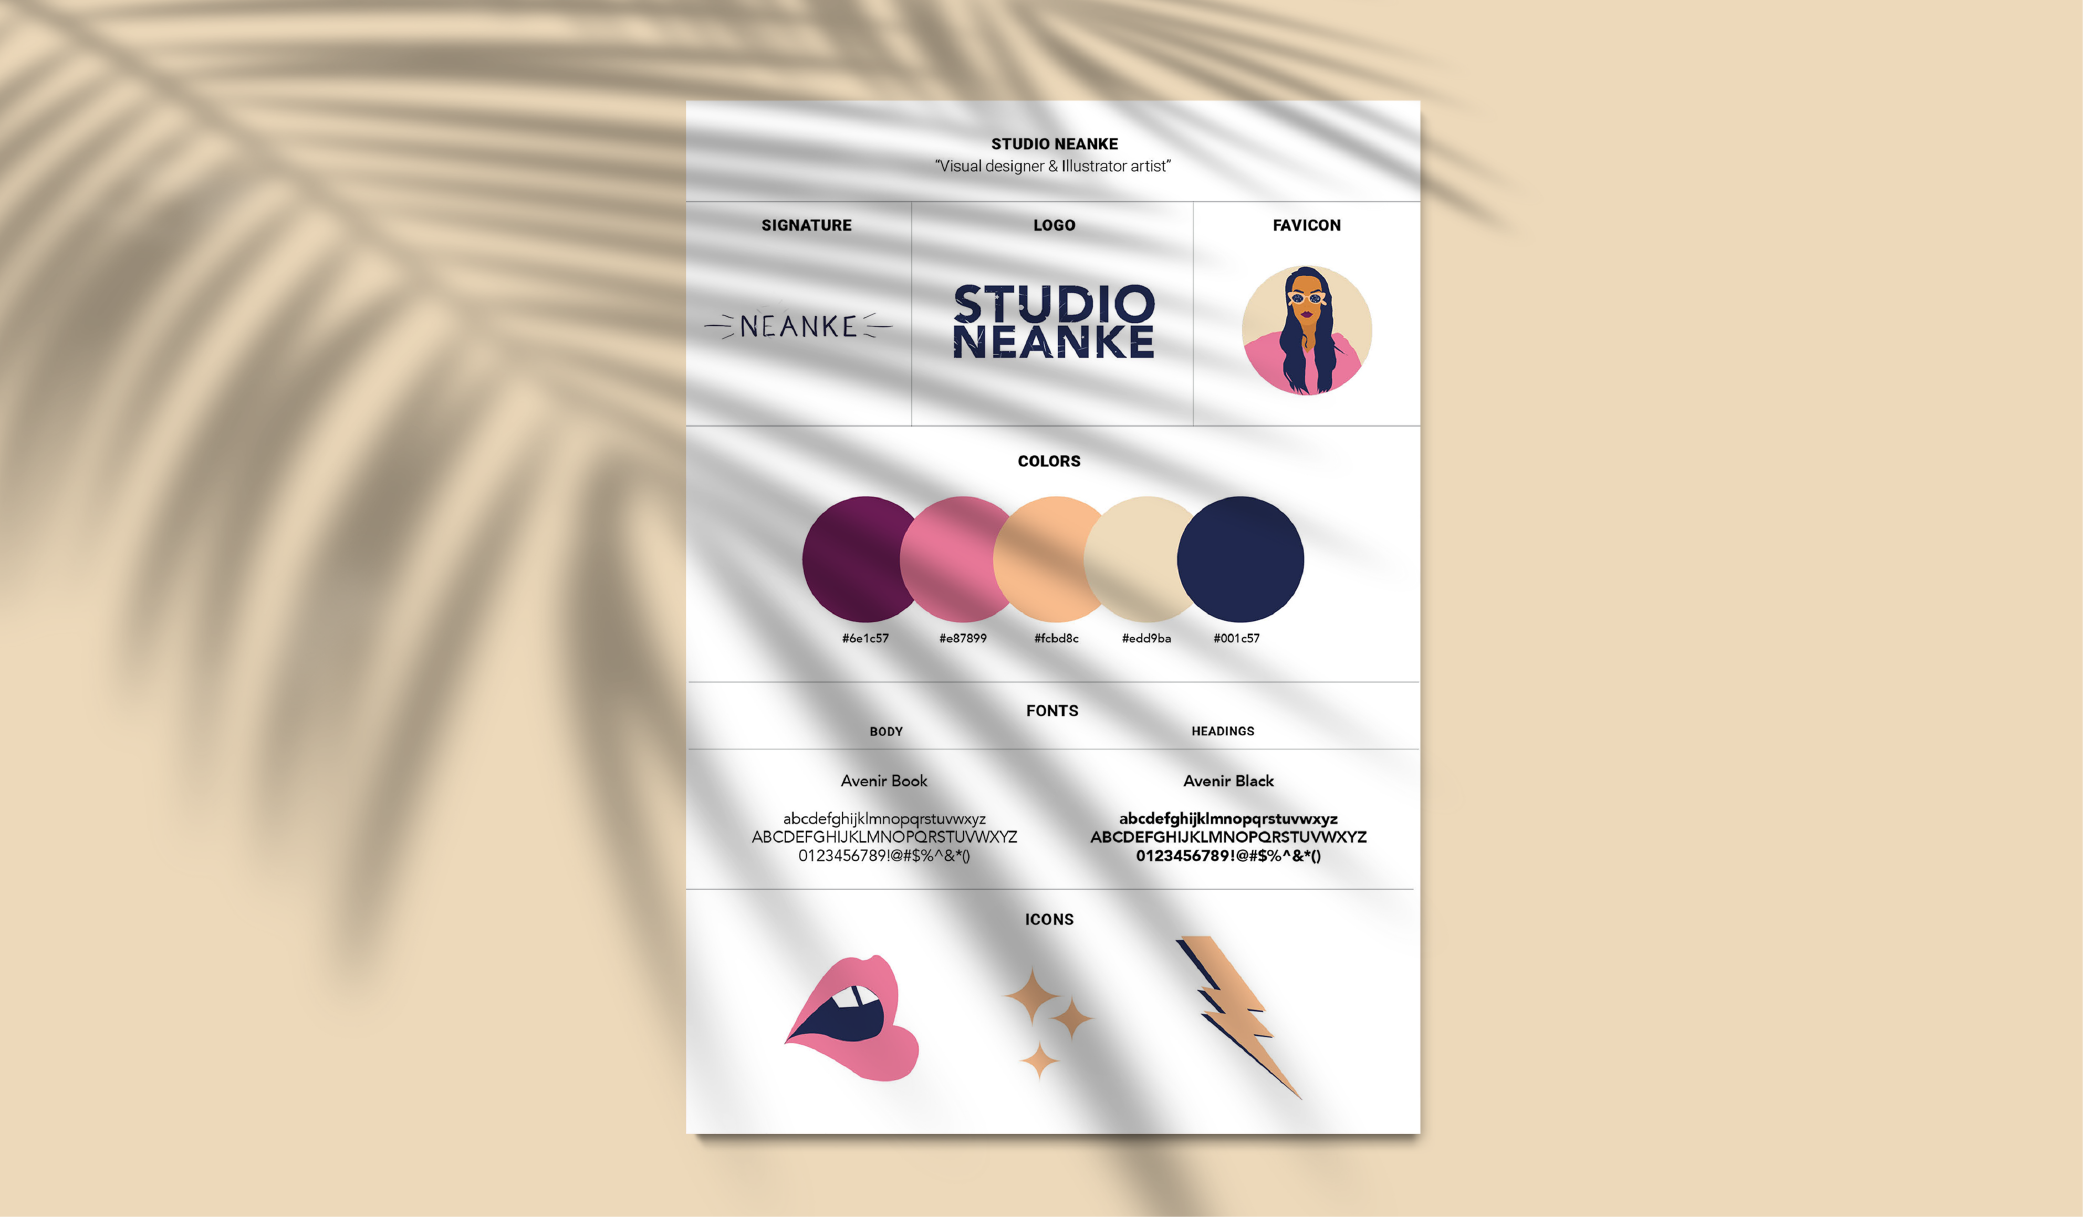 STUDIO NEANKE
"Visual designer & Illustrator artist"
SIGNATURE
LOGO
FAVICON
NEANKE
STUDIO
NEANKE
COLORS
#6e1c57
#e87899
#fcbd8c
#edd9ba
#001c57
FONTS
BODY
HEADINGS
Avenir Book
abcdefghijklmnopqrstuvwxyz
ABCDEFGHIJKLMNOPQRSTUVWXYZ
0123456789!@#$%^&*()
Avenir Black
abcdefghijklmnopqrstuvwxyz
ABCDEFGHIJKLMNOPQRSTUVWXYZ
0123456789!@#$%^&*()
ICONS